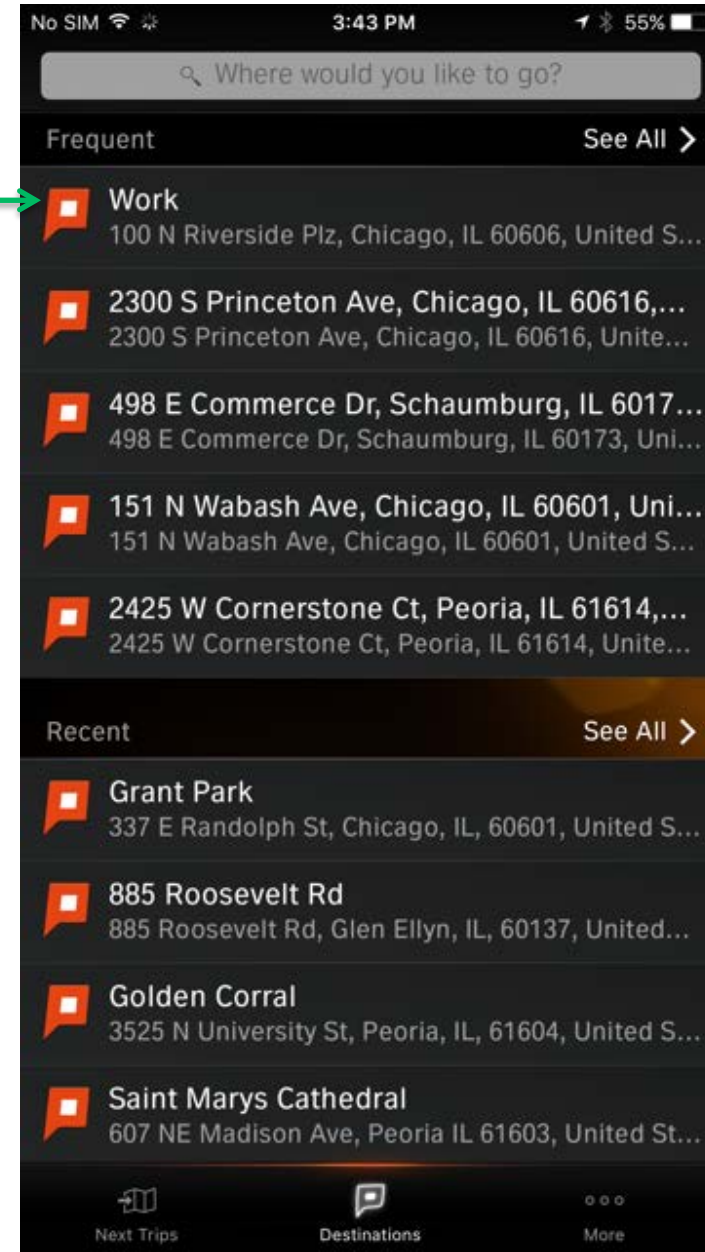 No SIM 3:43 PM 55%
Where would you like to go?
Frequent See All
Work
100 N Riverside Plz, Chicago, IL 60606, United S...
2300 S Princeton Ave, Chicago, IL 60616,...
2300 S Princeton Ave, Chicago, IL 60616, Unite...
498 E Commerce Dr, Schaumburg, IL 6017...
498 E Commerce Dr, Schaumburg, IL 60173, Uni...
151 N Wabash Ave, Chicago, IL 60601, Uni...
151 N Wabash Ave, Chicago, IL 60601, United S...
2425 W Cornerstone Ct, Peoria, IL 61614,...
2425 W Cornerstone Ct, Peoria, IL 61614, Unite...
Recent See All
Grant Park
337 E Randolph St, Chicago, IL, 60601, United S...
885 Roosevelt Rd
885 Roosevelt Rd, Glen Ellyn, IL, 60137, United...
Golden Corral
3525 N University St, Peoria, IL, 61604, United S...
Saint Marys Cathedral
607 NE Madison Ave, Peoria IL 61603, United St...
Next Trips Destinations More